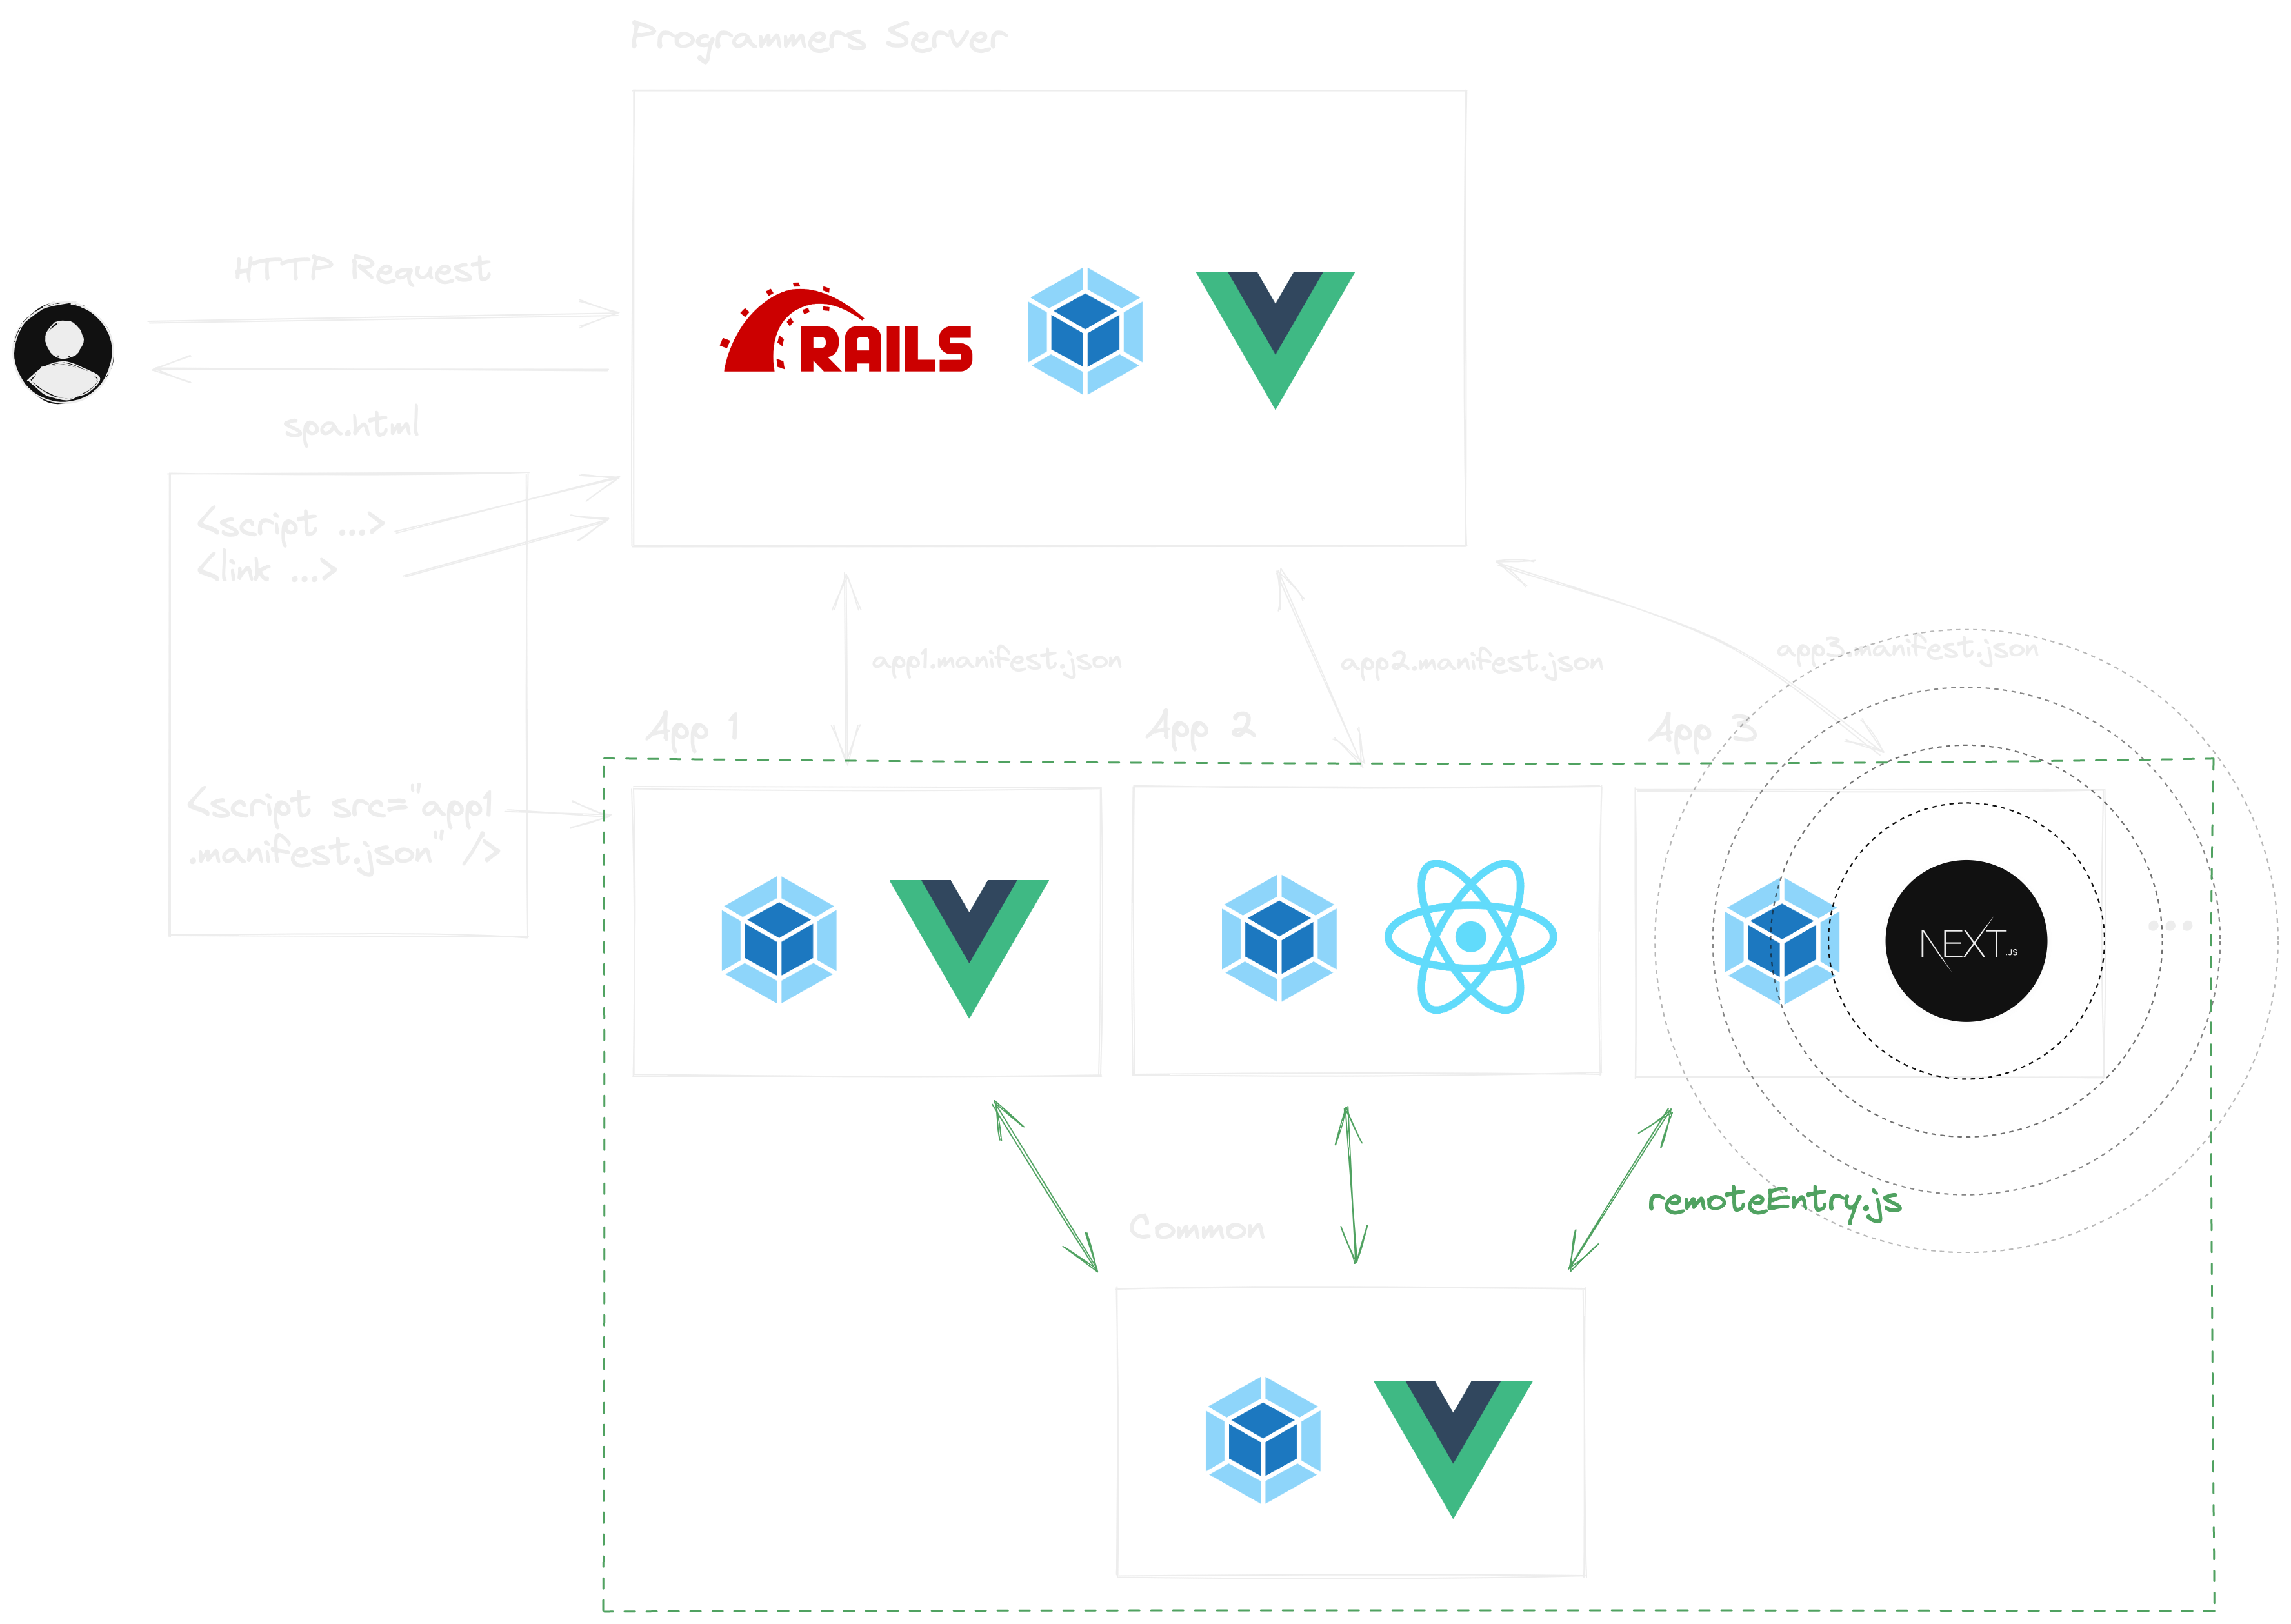 Programmers Server
HTTP Request
RAILS
spa.html
<script ...>
<link ...>
app1.manifest.json
app2.manifest.json
app3.manifest.json
App 1
App 2
App 3
<script src="app1
.manifest.json" />
NEXT.JS
...
remoteEntry.js
Common